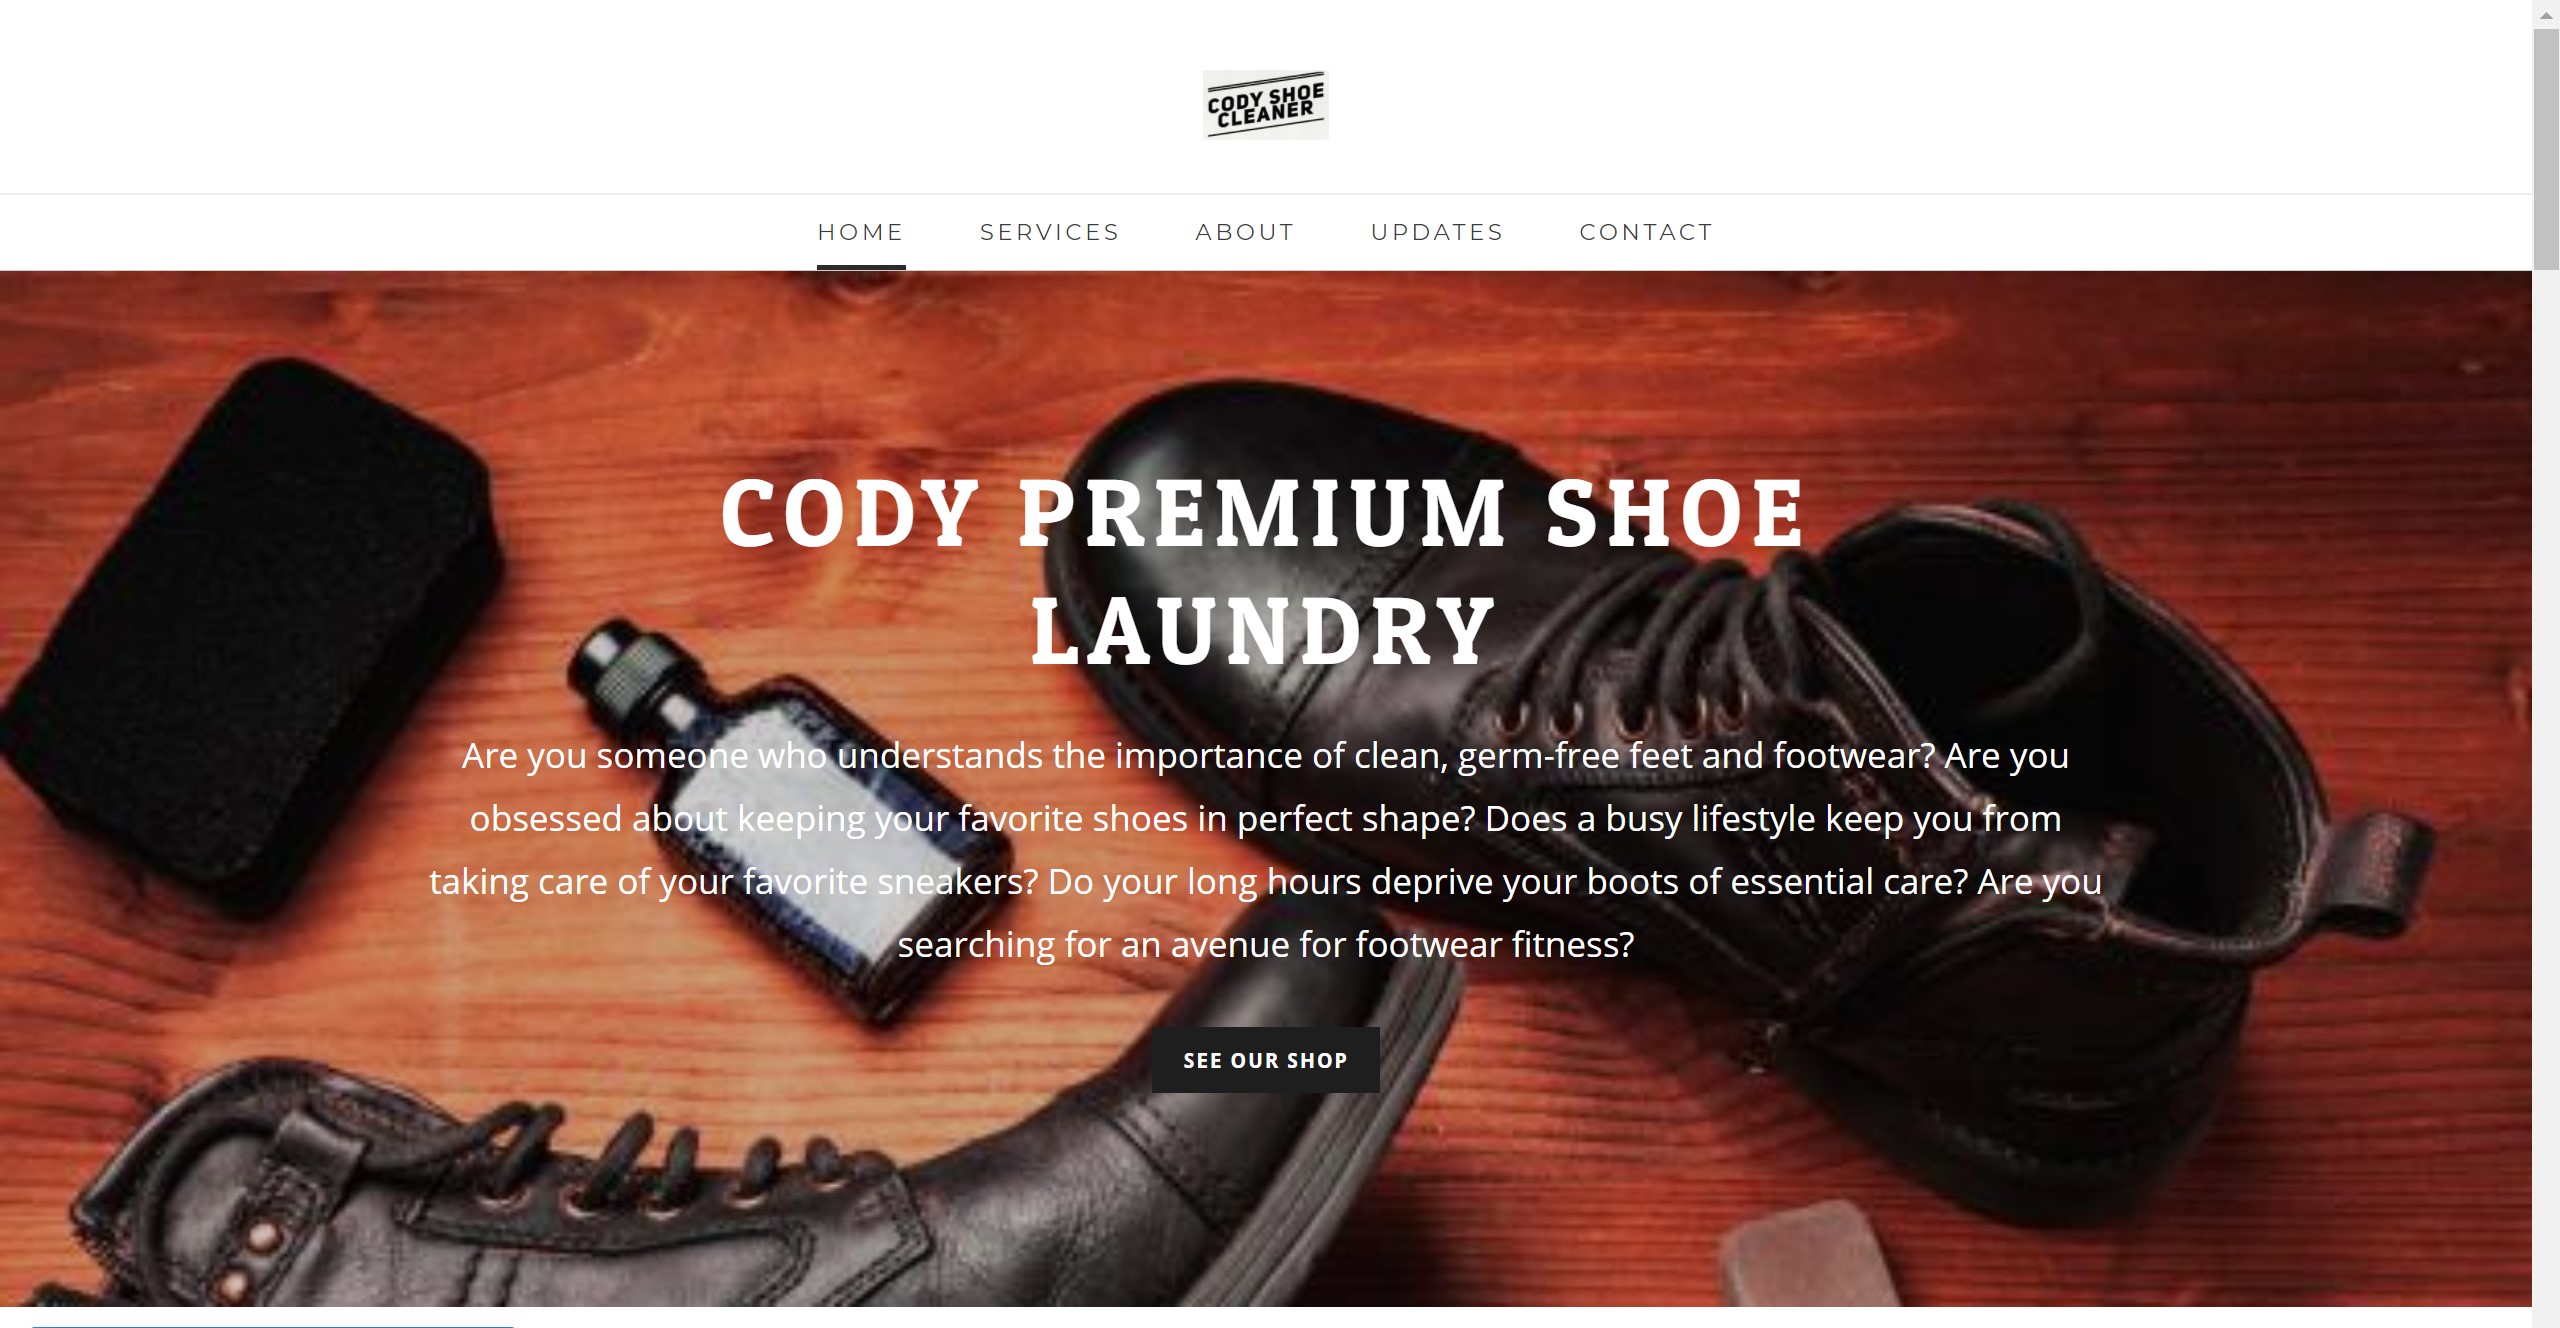 CODY SHOE
CLEANER
HOME SERVICES ABOUT UPDATES CONTACT
CODY PREMIUM SHOE
LAUNDRY
Are you someone who understands the importance of clean, germ-free feet and footwear? Are you
obsessed about keeping your favorite shoes in perfect shape? Does a busy lifestyle keep you from
taking care of your favorite sneakers? Do your long hours deprive your boots of essential care? Are you
searching for an avenue for footwear fitness?
SEE OUR SHOP